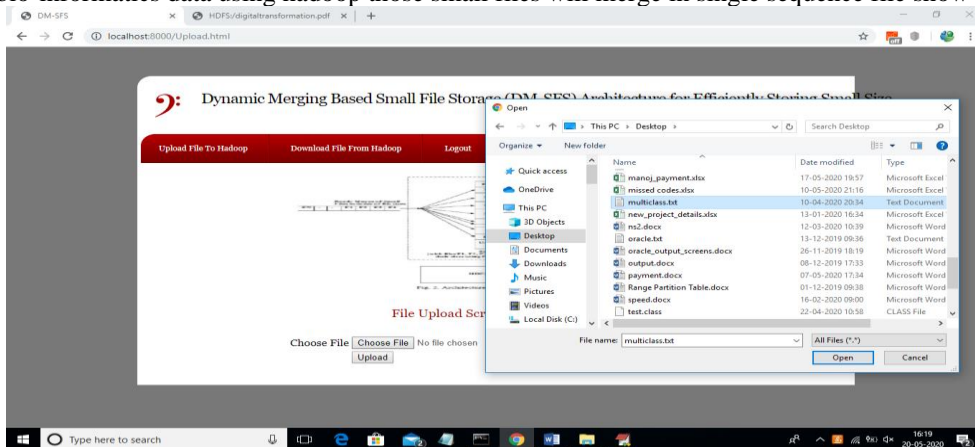 DM-SFS
HDFS:/digitaltransformation.pdf
localhost:8000/Upload.html
Dynamic Merging Based Small File Storage (DM-SFS) Architecture for Efficiently Storing Small Size
Upload File To Hadoop
Download File From Hadoop
Logout
File Upload Scr
Choose File Choose File No file chosen
Upload
Open
This PC > Desktop >
Search Desktop
Organize
New folder
Name Date modified Type
Quick access
OneDrive
This PC
3D Objects
Desktop
Documents
Downloads
Music
Pictures
Videos
Local Disk (C:)
manoj_payment.xlsx 17-05-2020 19:57 Microsoft Excel
missed codes.xlsx 10-05-2020 21:16 Microsoft Excel
multiclass.txt 10-04-2020 20:34 Text Document
new_project_details.xlsx 13-01-2020 16:34 Microsoft Excel
ns2.docx 12-03-2020 10:39 Microsoft Word
oracle.txt 13-12-2019 09:36 Text Document
oracle_output_screens.docx 26-11-2019 18:19 Microsoft Word
output.docx 08-12-2019 17:33 Microsoft Word
payment.docx 07-05-2020 17:34 Microsoft Word
Range Partition Table.docx 01-12-2019 09:38 Microsoft Word
speed.docx 16-02-2020 09:00 Microsoft Word
test.class 22-04-2020 10:58 CLASS File
File name: multiclass.txt
All Files (*.*)
Open Cancel
Type here to search
16:19
20-05-2020